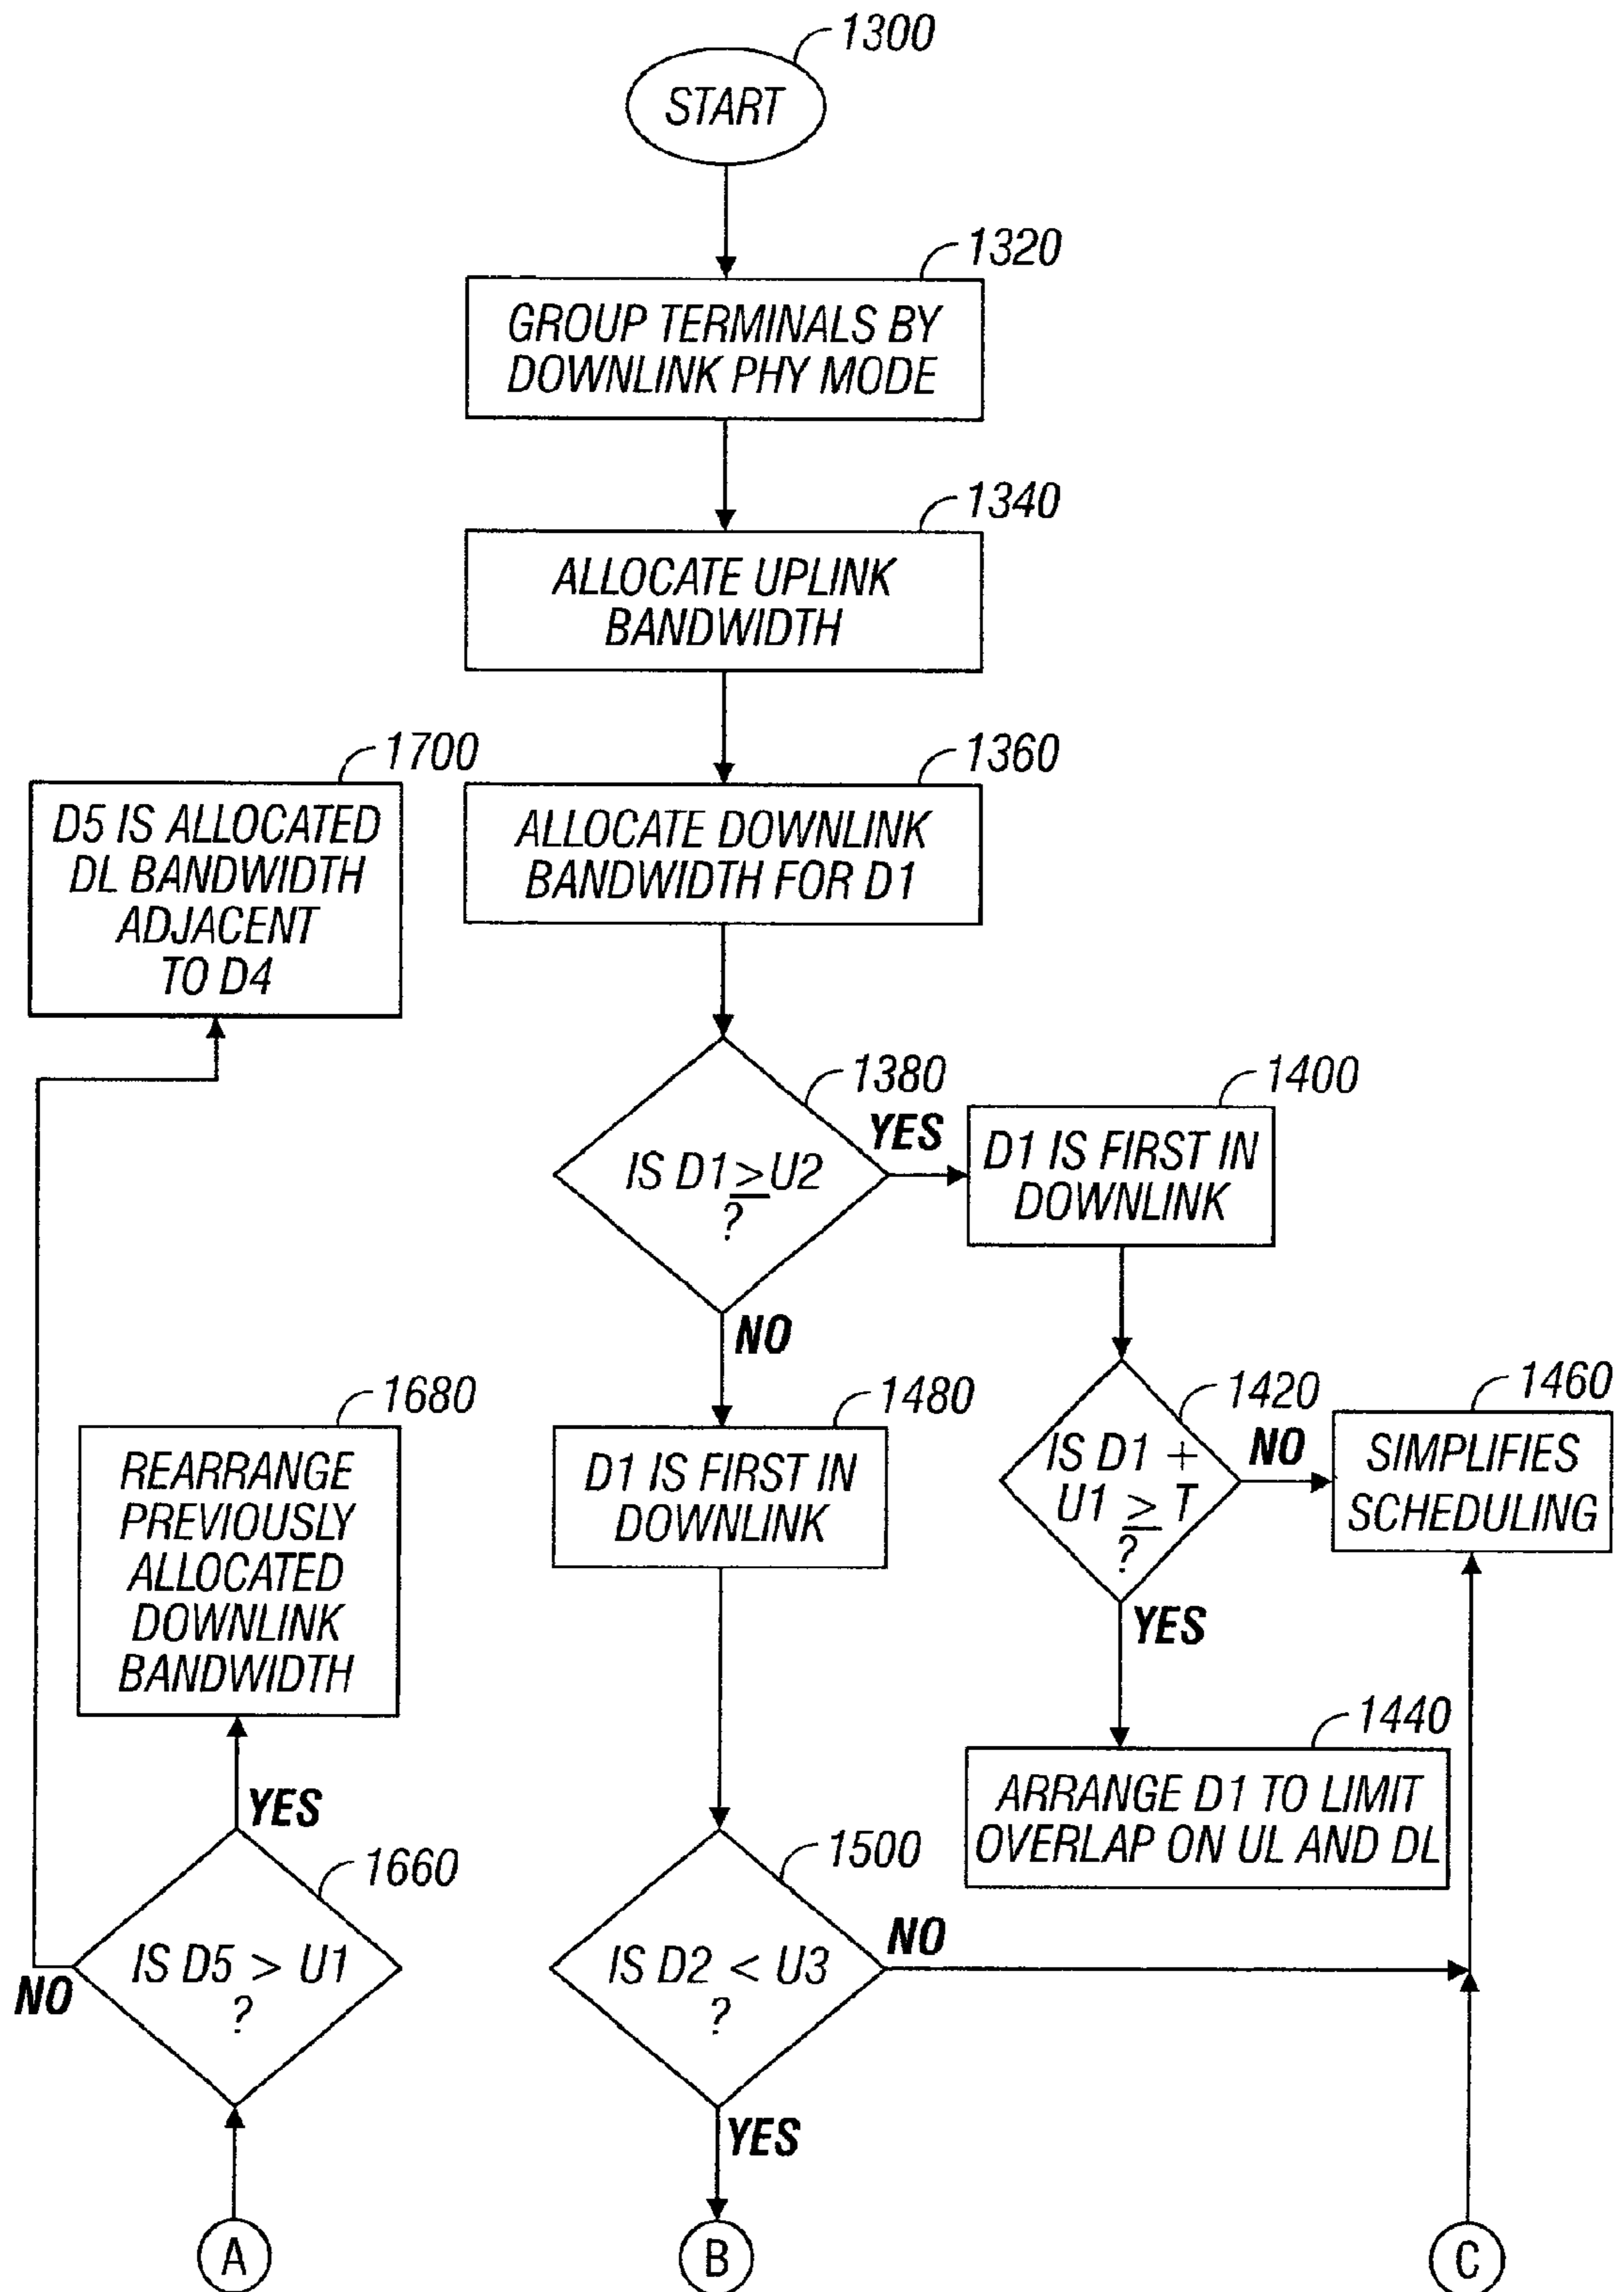 1300
START
1320
GROUP TERMINALS BY
DOWNLINK PHY MODE
1340
ALLOCATE UPLINK
BANDWIDTH
1700
D5 IS ALLOCATED
DL BANDWIDTH
ADJACENT
TO D4
1360
ALLOCATE DOWNLINK
BANDWIDTH FOR D1
1380
IS D1 ≥ U2
?
YES
NO
1400
D1 IS FIRST IN
DOWNLINK
1420
IS D1 +
U1 ≥ T
?
NO
YES
1460
SIMPLIFIES
SCHEDULING
1680
REARRANGE
PREVIOUSLY
ALLOCATED
DOWNLINK
BANDWIDTH
1480
D1 IS FIRST IN
DOWNLINK
1440
ARRANGE D1 TO LIMIT
OVERLAP ON UL AND DL
YES
1660
IS D5 > U1
?
NO
1500
IS D2 < U3
?
NO
YES
A
B
C